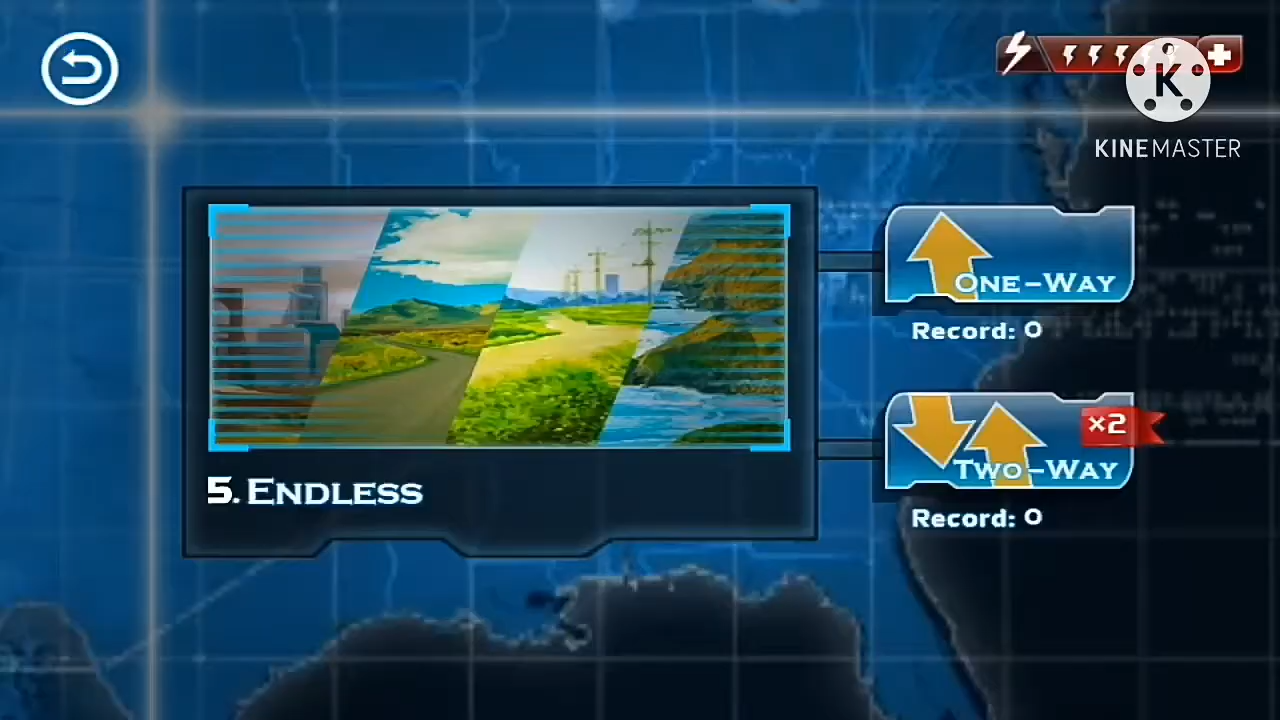 K
KINEMASTER
ONE-WAY
Record: 0
×2
TWO-WAY
Record: 0
5. ENDLESS